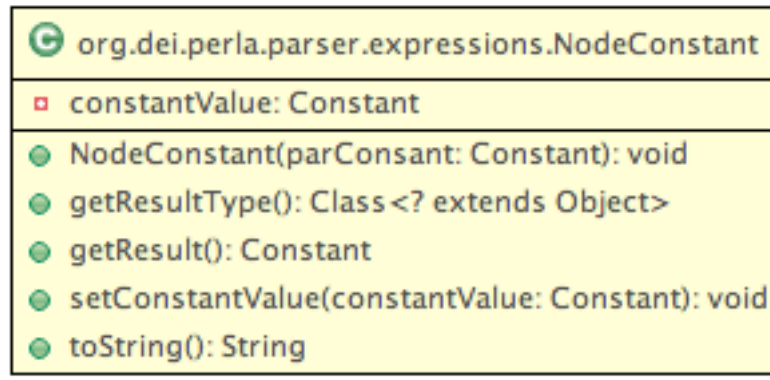 C org.dei.perla.parser.expressions.NodeConstant
constantValue: Constant
NodeConstant(parConsant: Constant): void
getResultType(): Class<? extends Object>
getResult(): Constant
setConstantValue(constantValue: Constant): void
toString(): String